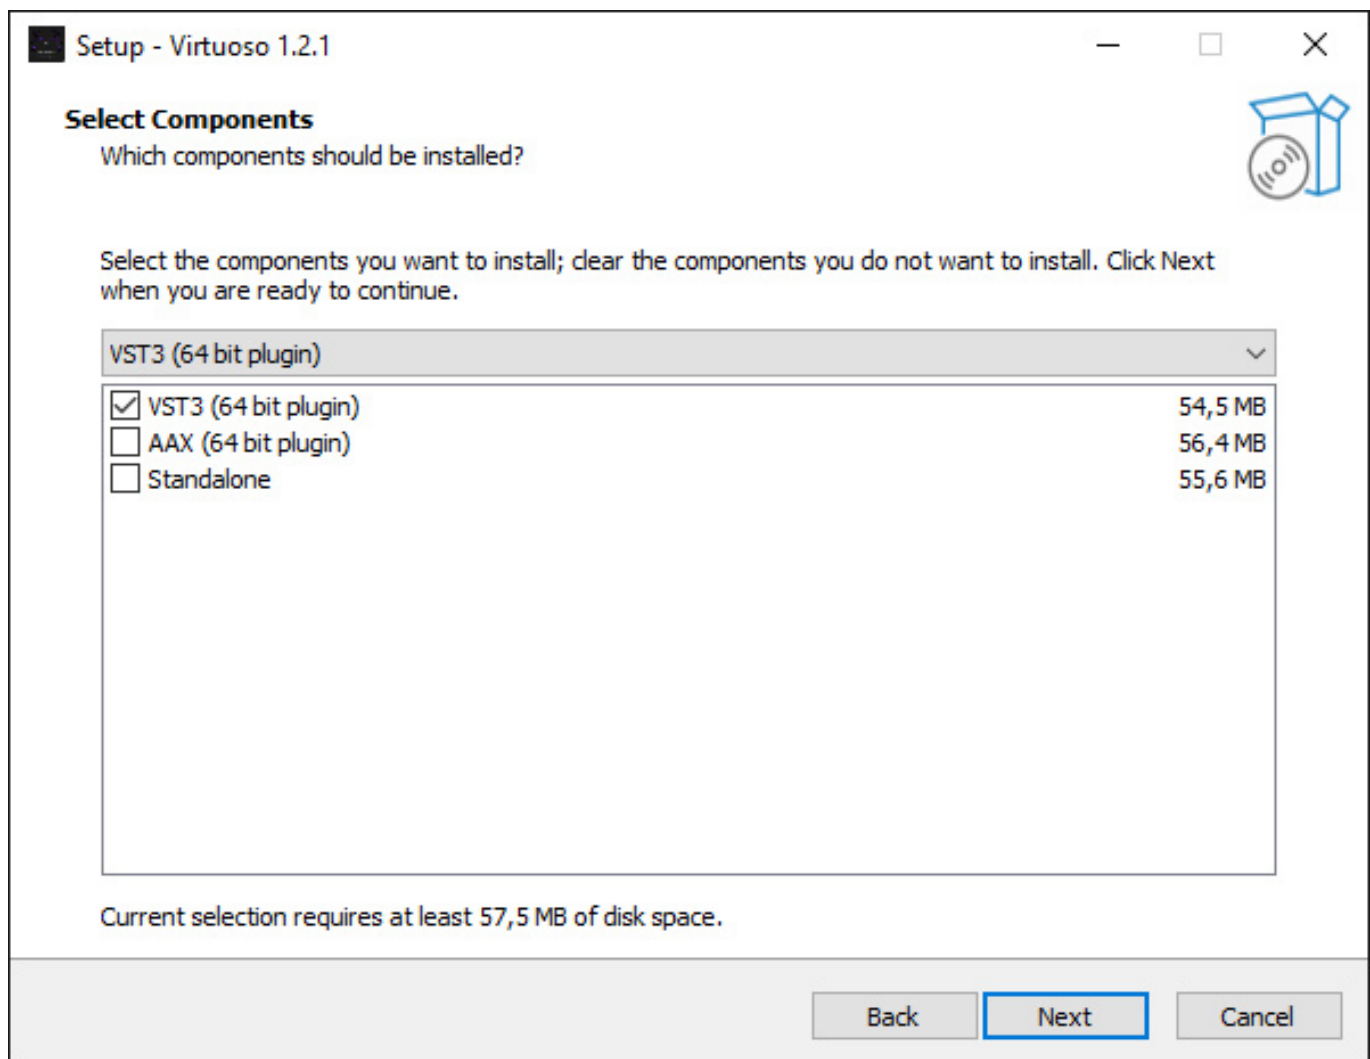 Setup - Virtuoso 1.2.1
Select Components
Which components should be installed?
Select the components you want to install; clear the components you do not want to install. Click Next
when you are ready to continue.
VST3 (64 bit plugin)
VST3 (64 bit plugin) 54,5 MB
AAX (64 bit plugin) 56,4 MB
Standalone 55,6 MB
Current selection requires at least 57,5 MB of disk space.
Back Next Cancel